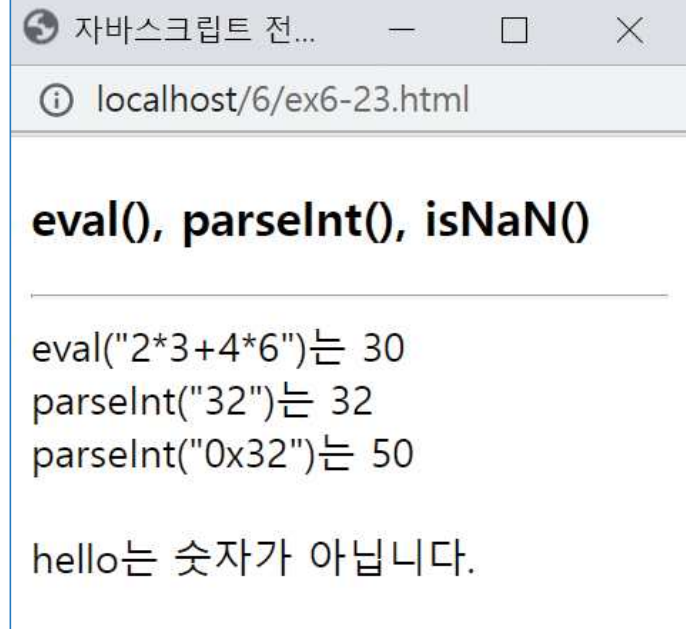 자바스크립트 전...
localhost/6/ex6-23.html
eval(), parseInt(), isNaN()
eval("2*3+4*6")는 30
parseInt("32")는 32
parseInt("0x32")는 50
hello는 숫자가 아닙니다.